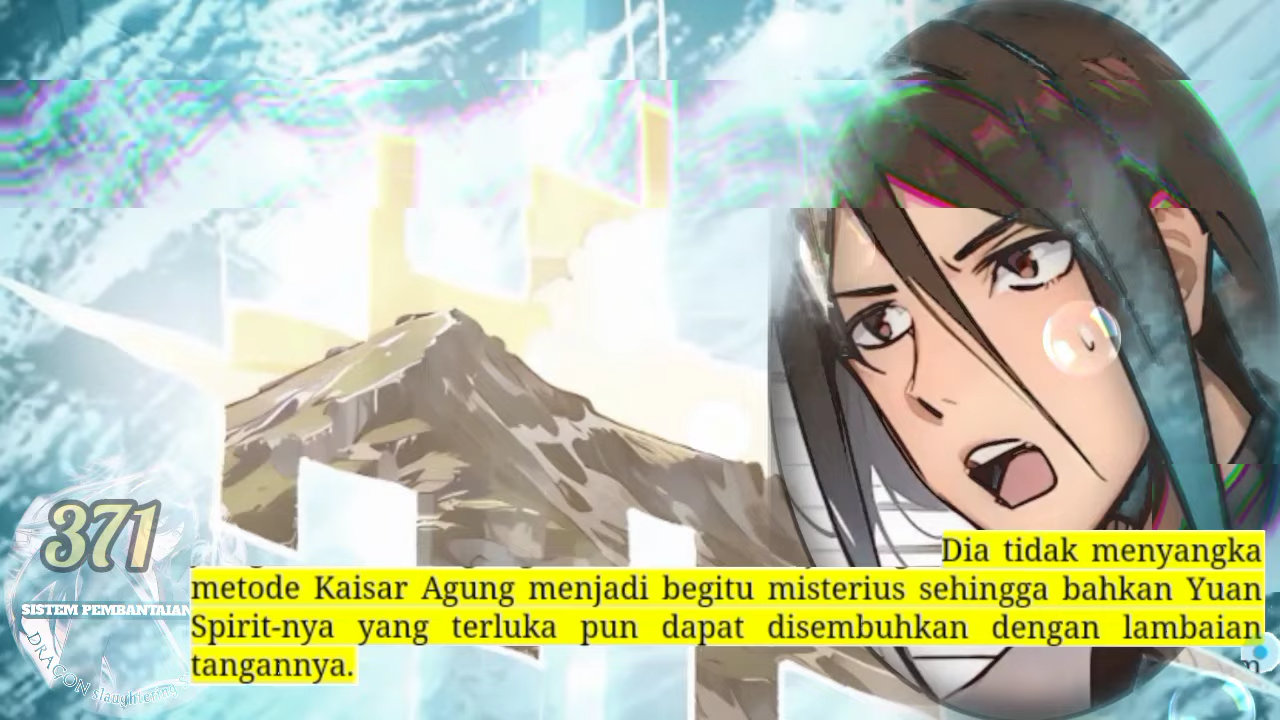 371
SISTEM PEMBANTAIAN
DRAGON slaughtering
Dia tidak menyangka
metode Kaisar Agung menjadi begitu misterius sehingga bahkan Yuan
Spirit-nya yang terluka pun dapat disembuhkan dengan lambaian
tangannya.